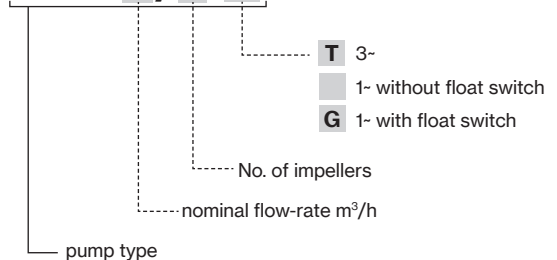 T 3~
1~ without float switch
G 1~ with float switch
No. of impellers
nominal flow-rate m³/h
pump type